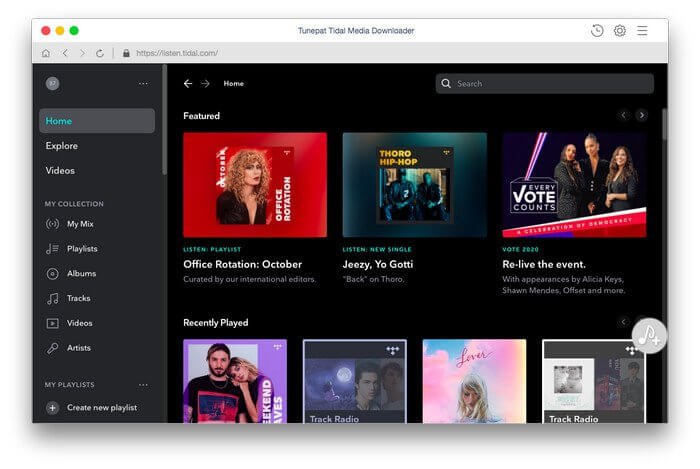 Tunepat Tidal Media Downloader
https://listen.tidal.com/
Home
Search
Home
Explore
Videos
MY COLLECTION
My Mix
Playlists
Albums
Tracks
Videos
Artists
MY PLAYLISTS
Create new playlist
Featured
OCTOBER
OFFICE
ROTATION
LISTEN: PLAYLIST
Office Rotation: October
Curated by our international editors.
THORO
HIP-HOP
LISTEN: NEW SINGLE
Jeezy, Yo Gotti
"Back" on Thoro.
EVERY
VOTE
COUNTS
A CELEBRATION OF DEMOCRACY
VOTE 2020
Re-live the event.
With appearances by Alicia Keys,
Shawn Mendes, Offset and more.
Recently Played
Track Radio
Lover
Track Radio